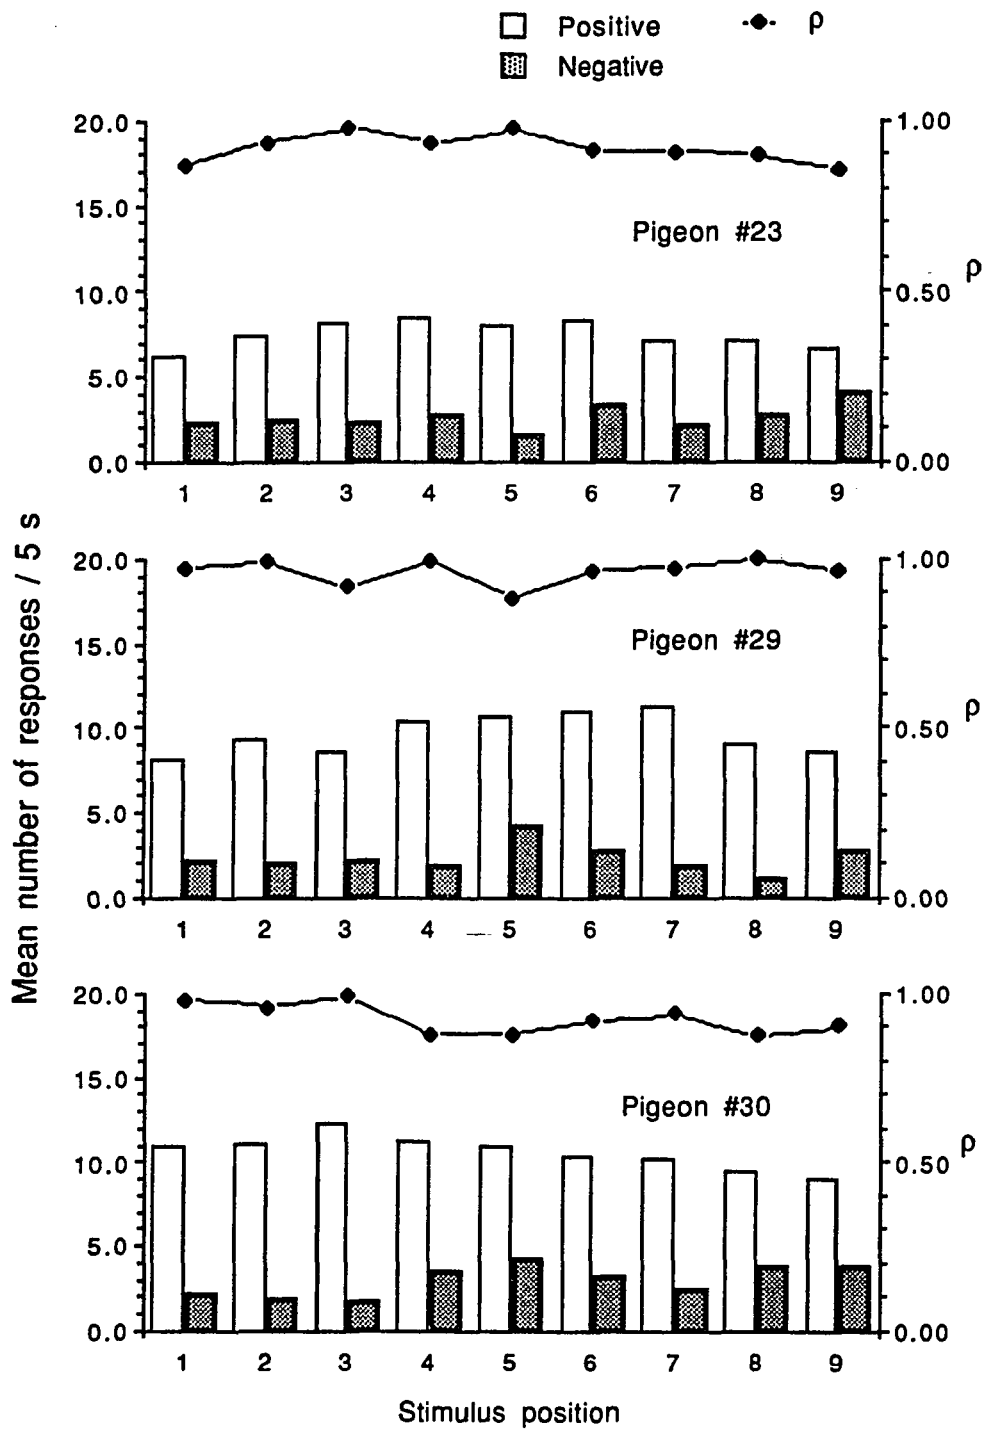 Positive ρ
Negative
20.0 1.00
15.0
Pigeon #23
ρ
10.0 0.50
5.0
0.0 0.00
1 2 3 4 5 6 7 8 9
Mean number of responses / 5 s
20.0 1.00
15.0 Pigeon #29
ρ
10.0 0.50
5.0
0.0 0.00
1 2 3 4 5 6 7 8 9
20.0 1.00
15.0
Pigeon #30
ρ
10.0 0.50
5.0
0.0 0.00
1 2 3 4 5 6 7 8 9
Stimulus position